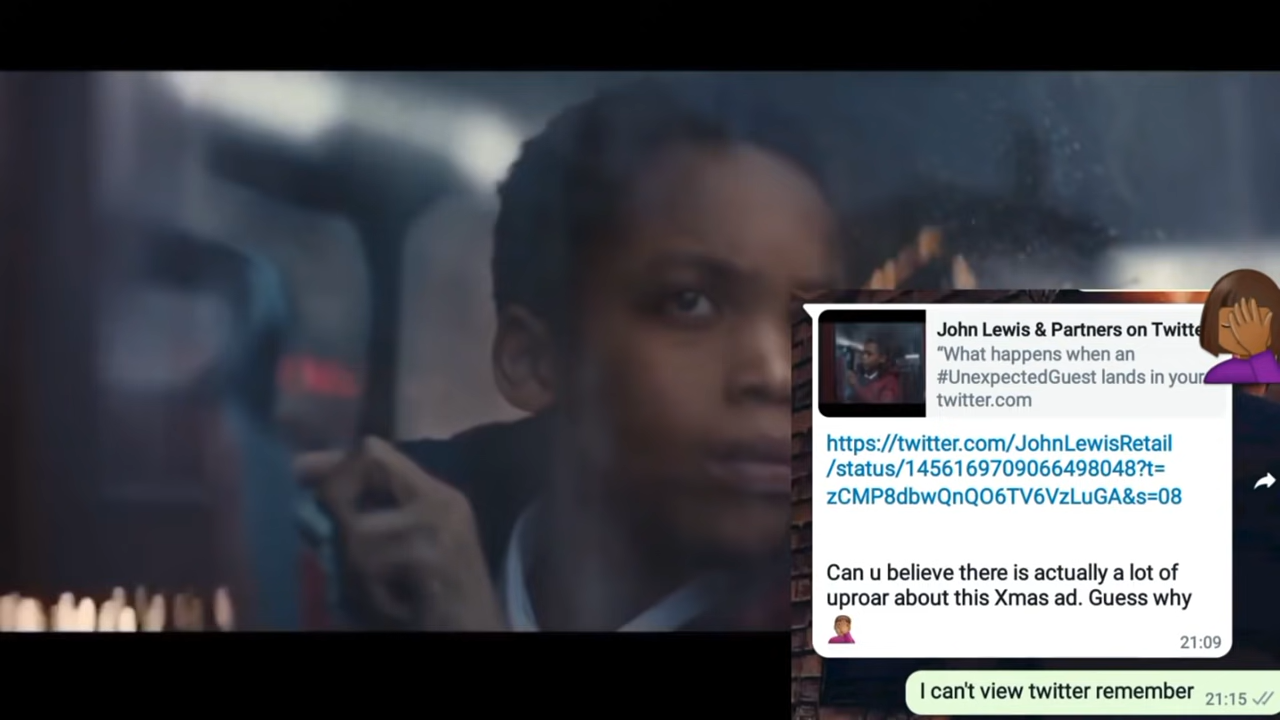 John Lewis & Partners on Twitte
"What happens when an
#UnexpectedGuest lands in your
twitter.com
https://twitter.com/JohnLewisRetail
/status/1456169709066498048?t=
zCMP8dbwQnQO6TV6VzLuGA&s=08
Can u believe there is actually a lot of
uproar about this Xmas ad. Guess why
21:09
I can't view twitter remember 21:15